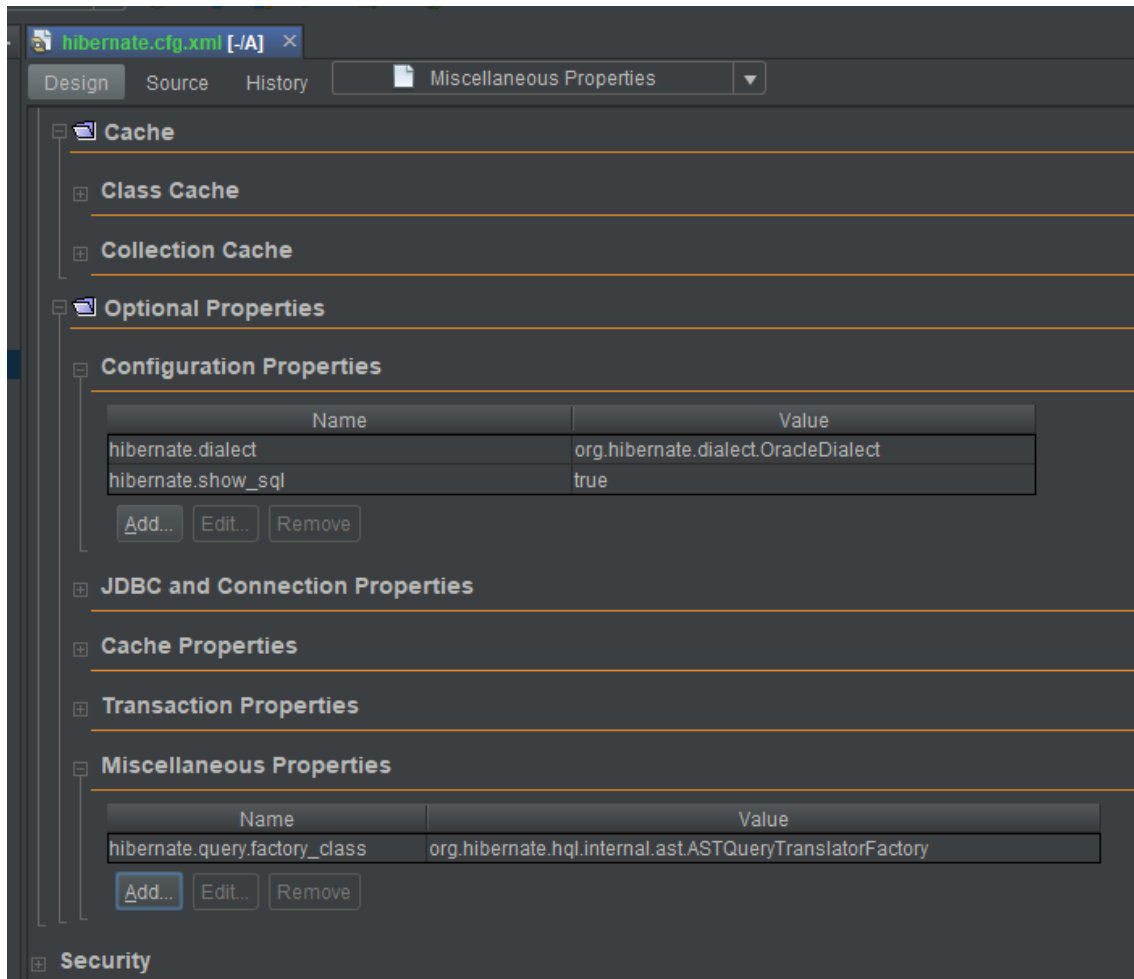 hibernate.cfg.xml [-/A]
Design Source History Miscellaneous Properties
Cache
Class Cache
Collection Cache
Optional Properties
Configuration Properties
Name Value
hibernate.dialect org.hibernate.dialect.OracleDialect
hibernate.show_sql true
Add... Edit... Remove
JDBC and Connection Properties
Cache Properties
Transaction Properties
Miscellaneous Properties
Name Value
hibernate.query.factory_class org.hibernate.hql.internal.ast.ASTQueryTranslatorFactory
Add... Edit... Remove
Security